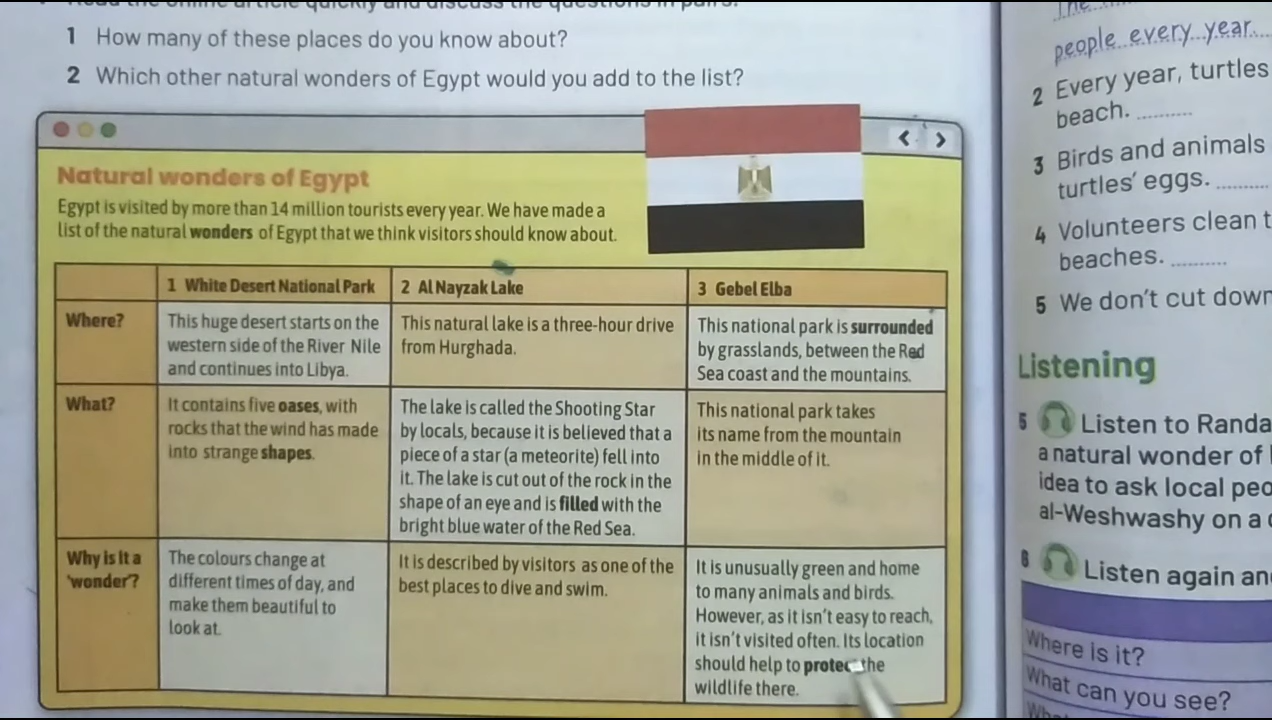 Read the online article quickly and discuss the questions in pairs.
1 How many of these places do you know about?
2 Which other natural wonders of Egypt would you add to the list?
Natural wonders of Egypt
Egypt is visited by more than 14 million tourists every year. We have made a
list of the natural wonders of Egypt that we think visitors should know about.
1 White Desert National Park
2 Al Nayzak Lake
3 Gebel Elba
Where?
This huge desert starts on the
western side of the River Nile
and continues into Libya.
This natural lake is a three-hour drive
from Hurghada.
This national park is surrounded
by grasslands, between the Red
Sea coast and the mountains.
What?
It contains five oases, with
rocks that the wind has made
into strange shapes.
The lake is called the Shooting Star
by locals, because it is believed that a
piece of a star (a meteorite) fell into
it. The lake is cut out of the rock in the
shape of an eye and is filled with the
bright blue water of the Red Sea.
This national park takes
its name from the mountain
in the middle of it.
Why is it a
'wonder'?
The colours change at
different times of day, and
make them beautiful to
look at.
It is described by visitors as one of the
best places to dive and swim.
It is unusually green and home
to many animals and birds.
However, as it isn't easy to reach,
it isn't visited often. Its location
should help to protect the
wildlife there.
The
people every year
2 Every year, turtles
beach.
3 Birds and animals
turtles' eggs.
4 Volunteers clean t
beaches.
5 We don't cut down
Listening
5 Listen to Randa
a natural wonder of
idea to ask local peo
al-Weshwashy on a
6 Listen again an
Where is it?
What can you see?